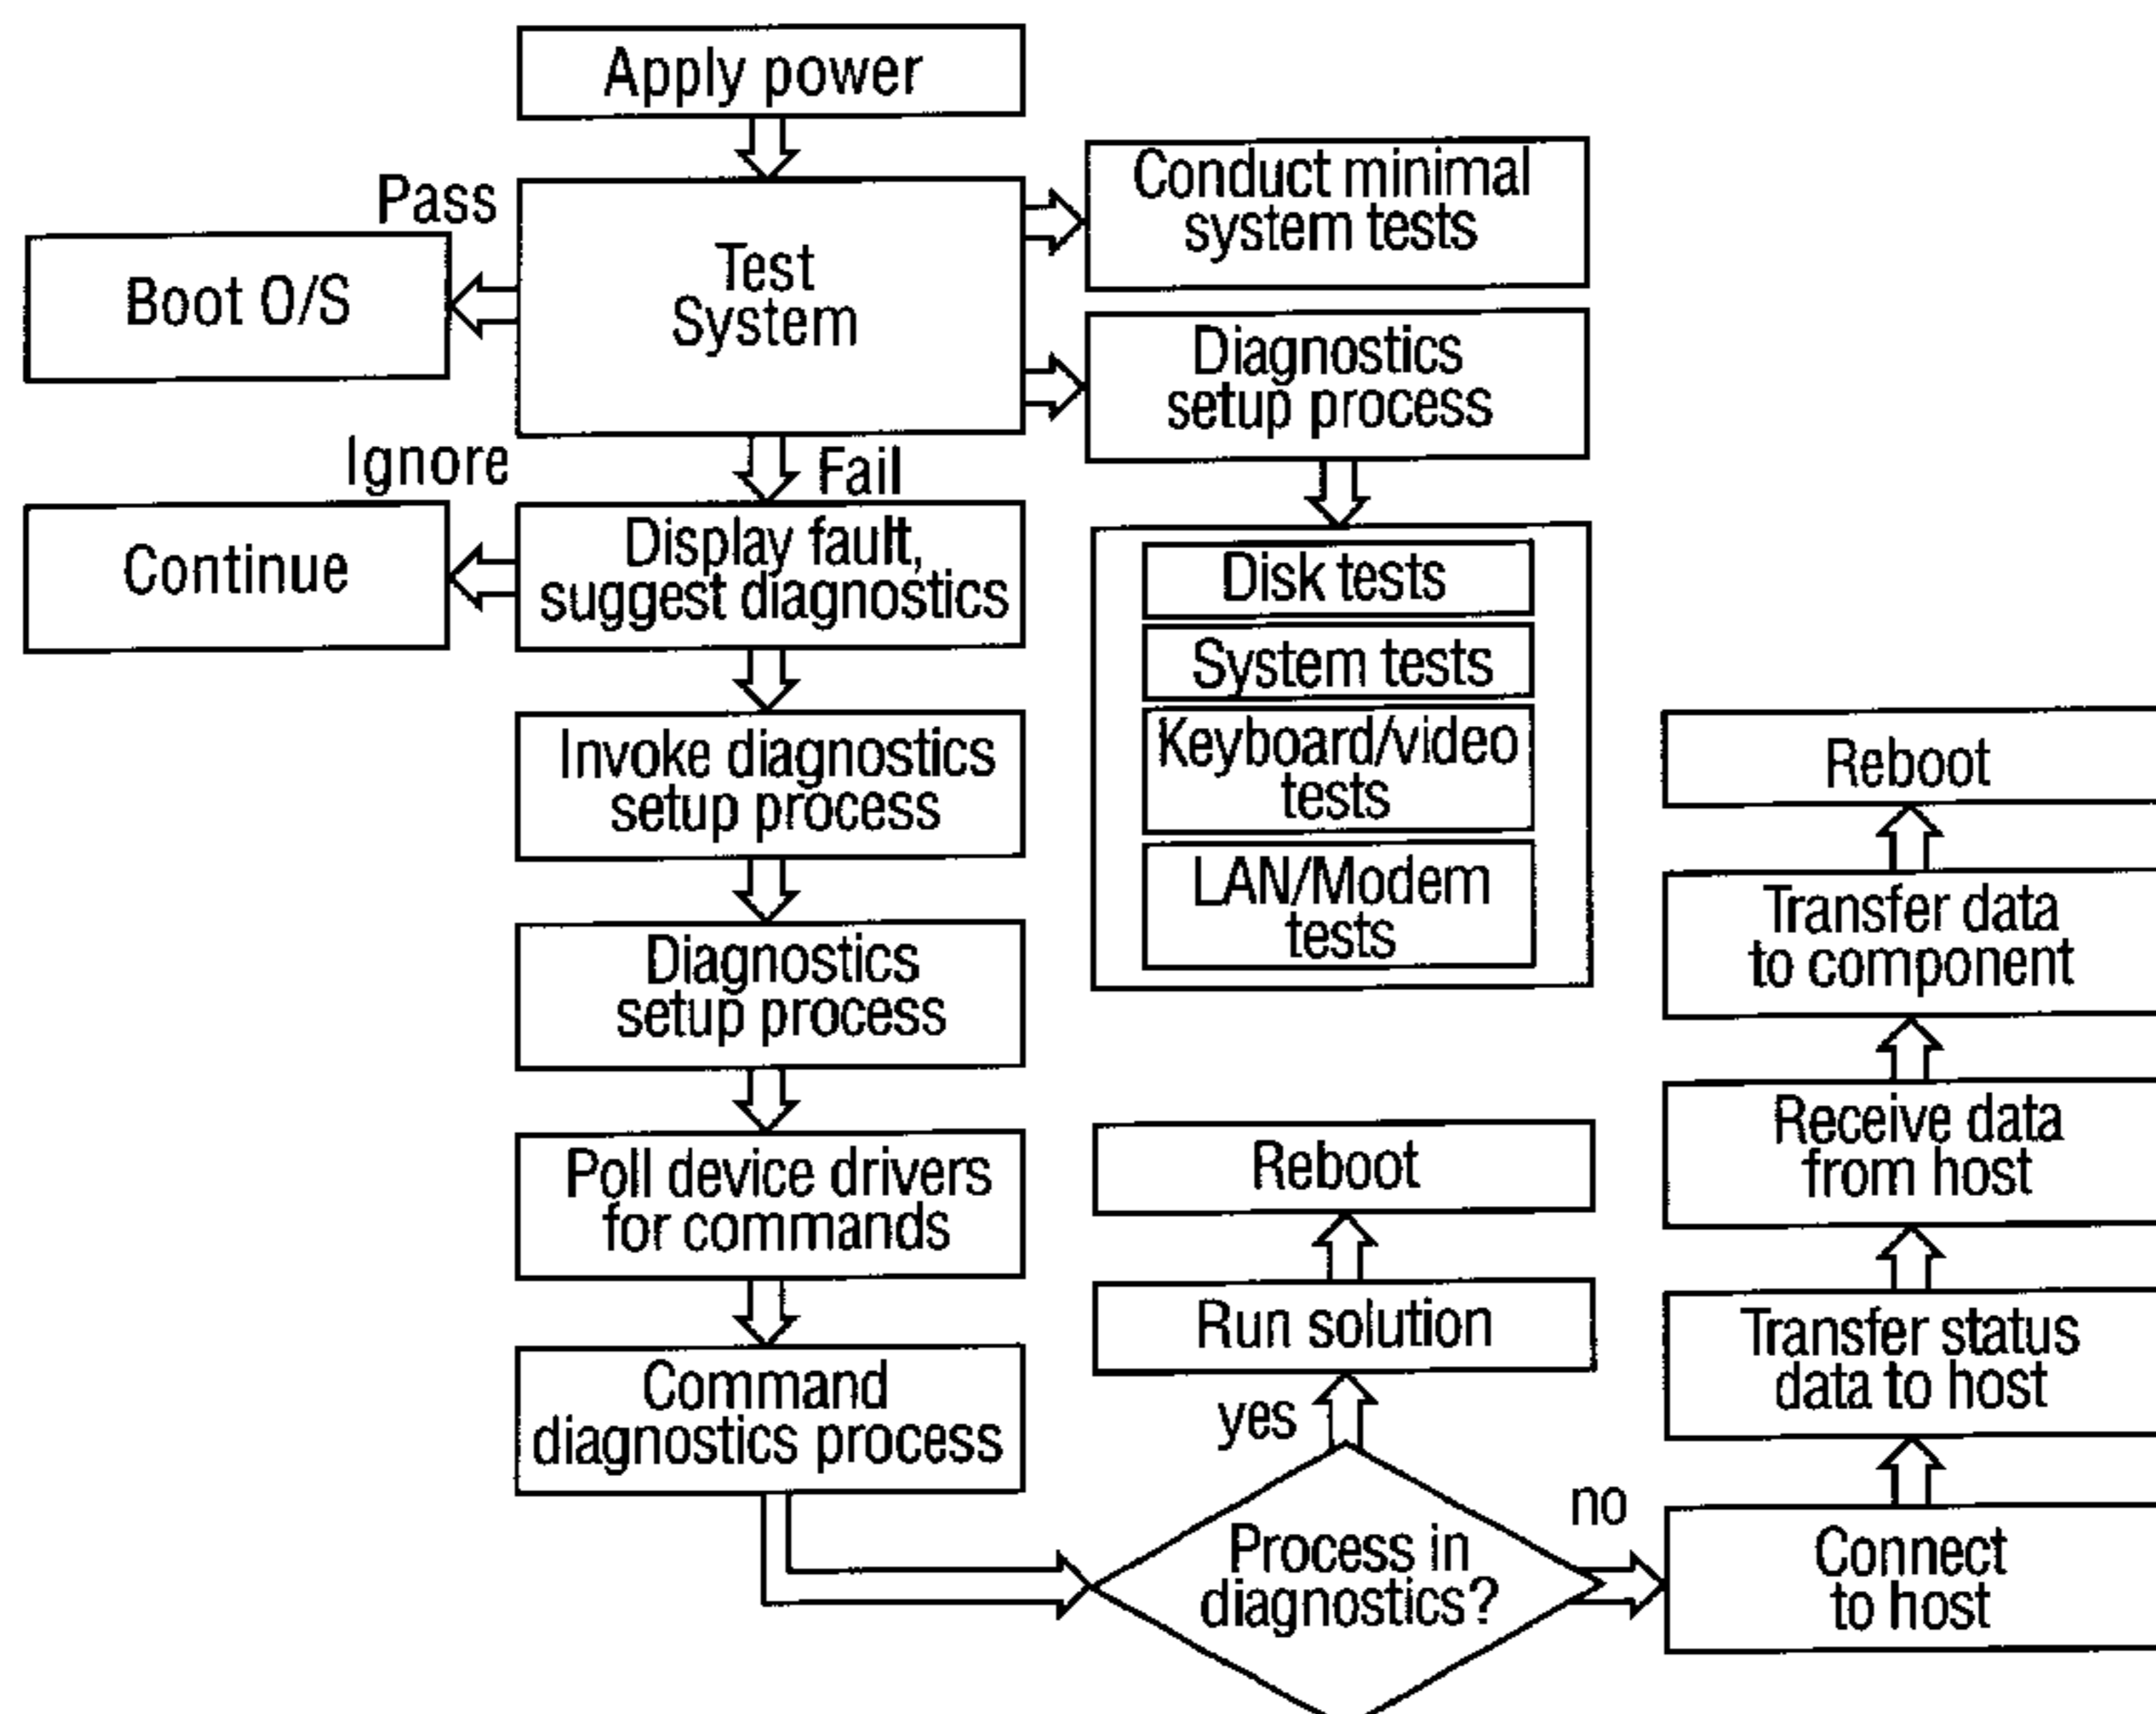 Apply power
Pass
Boot O/S
Test
System
Conduct minimal
system tests
Diagnostics
setup process
Ignore
Fail
Continue
Display fault,
suggest diagnostics
Disk tests
System tests
Keyboard/video
tests
LAN/Modem
tests
Invoke diagnostics
setup process
Diagnostics
setup process
Poll device drivers
for commands
Command
diagnostics process
Process in
diagnostics?
yes
Run solution
Reboot
no
Connect
to host
Transfer status
data to host
Receive data
from host
Transfer data
to component
Reboot